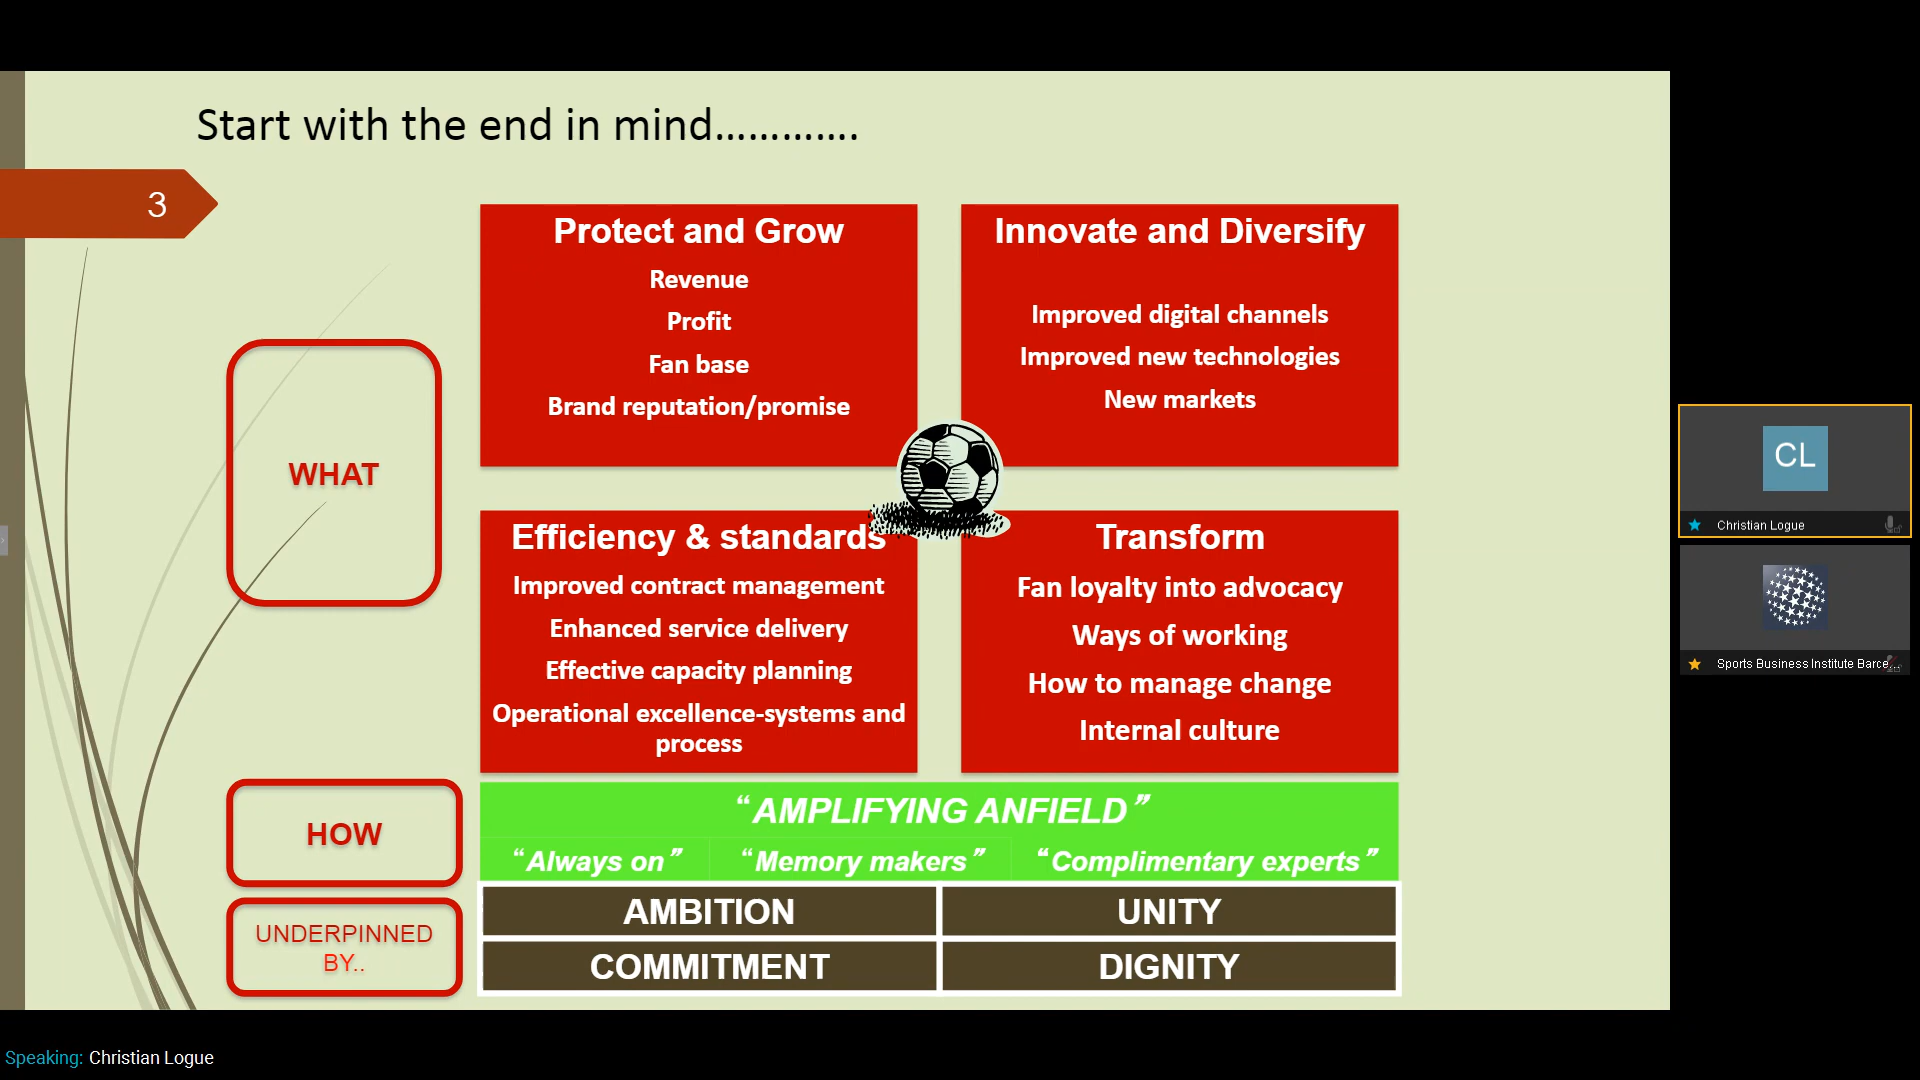 Start with the end in mind………….
3
Protect and Grow
Revenue
Profit
Fan base
Brand reputation/promise
Innovate and Diversify
Improved digital channels
Improved new technologies
New markets
WHAT
Efficiency & standards
Improved contract management
Enhanced service delivery
Effective capacity planning
Operational excellence-systems and
process
Transform
Fan loyalty into advocacy
Ways of working
How to manage change
Internal culture
HOW
“AMPLIFYING ANFIELD”
“Always on” “Memory makers” “Complimentary experts”
UNDERPINNED
BY..
AMBITION UNITY
COMMITMENT DIGNITY
CL
Christian Logue
Sports Business Institute Barce...
Speaking: Christian Logue